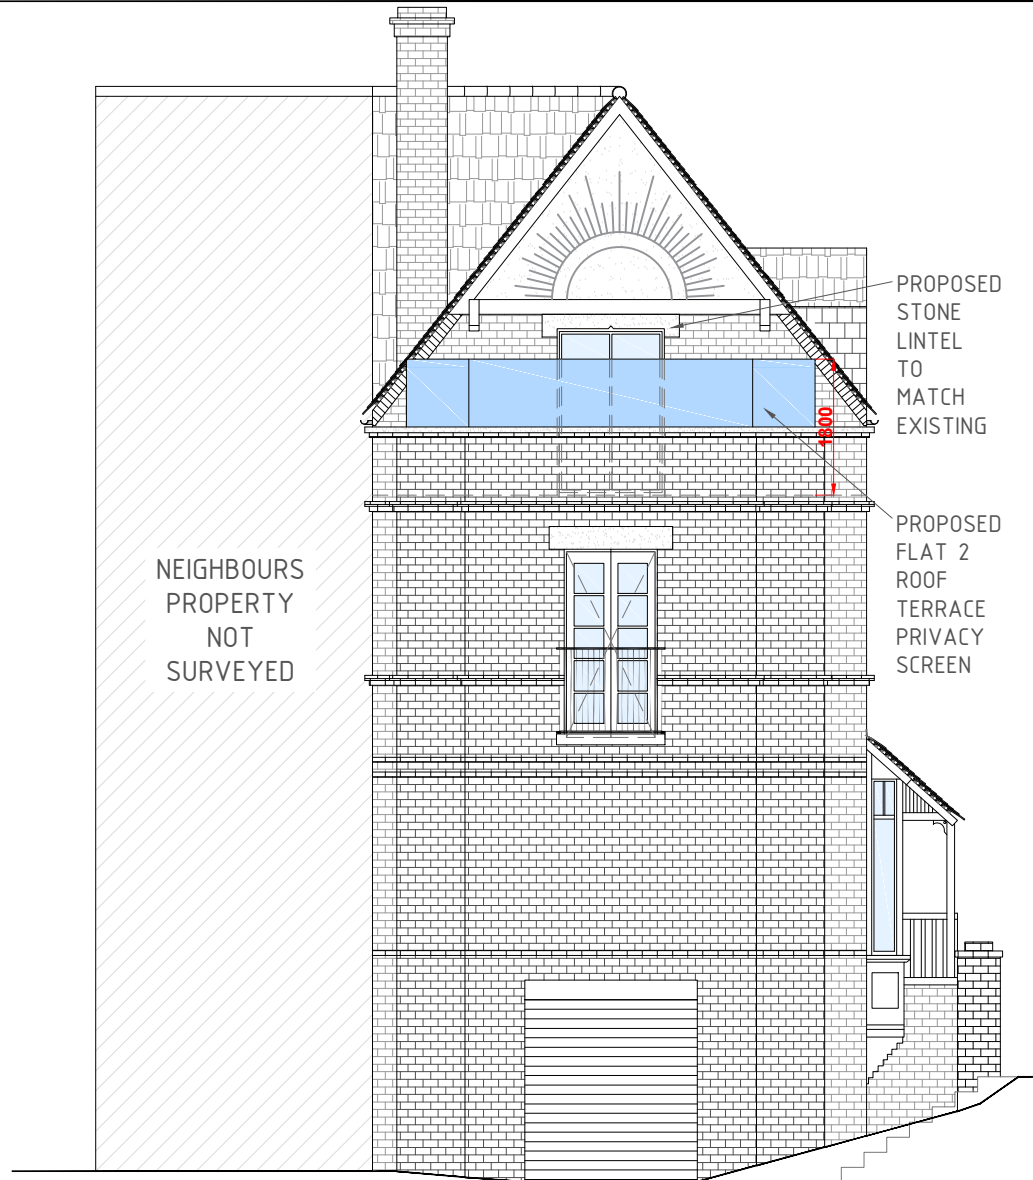 PROPOSED
STONE
LINTEL
TO
MATCH
EXISTING
1800
PROPOSED
FLAT 2
ROOF
TERRACE
PRIVACY
SCREEN
NEIGHBOURS
PROPERTY
NOT
SURVEYED